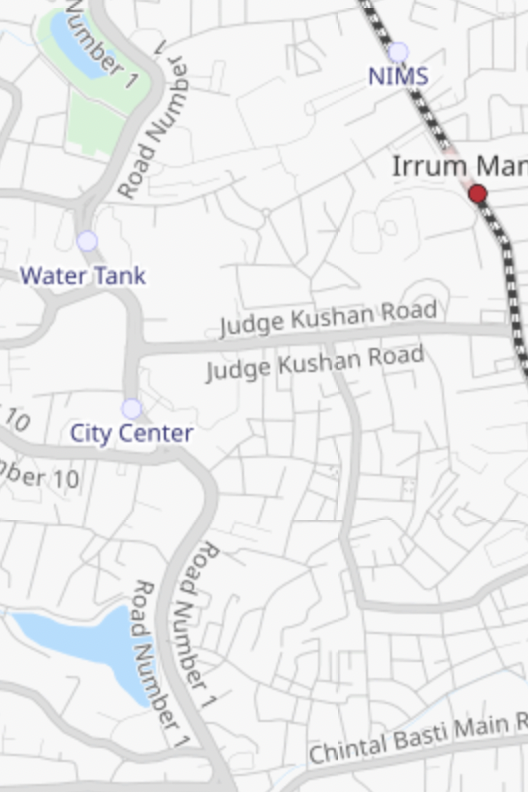 Number 1
Road Number 1
NIMS
Irrum Man
Water Tank
Judge Kushan Road
Judge Kushan Road
10
City Center
mber 10
Road Number 1
Road Number 1
Chintal Basti Main R